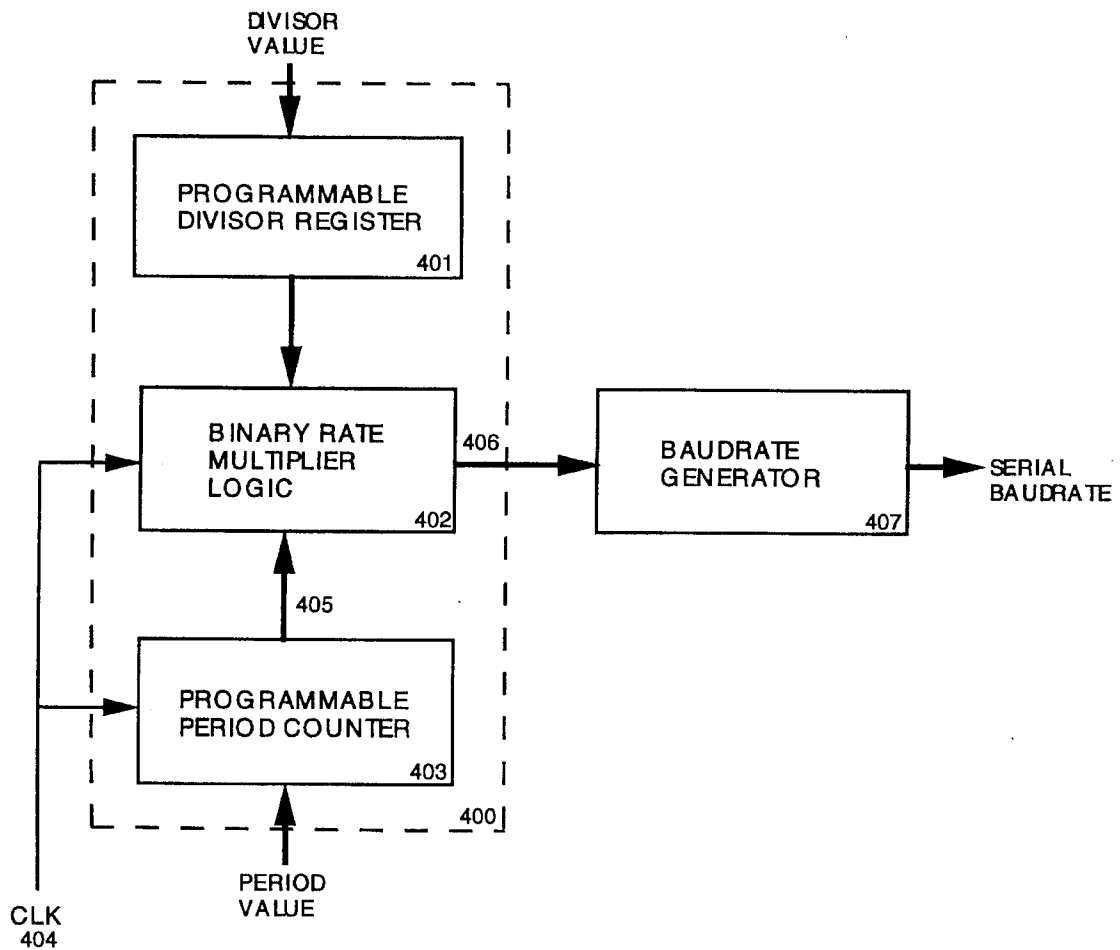 DIVISOR
VALUE
PROGRAMMABLE
DIVISOR REGISTER
401
BINARY RATE
MULTIPLIER
LOGIC
402
406
BAUDRATE
GENERATOR
407
SERIAL
BAUDRATE
405
PROGRAMMABLE
PERIOD COUNTER
403
400
PERIOD
VALUE
CLK
404